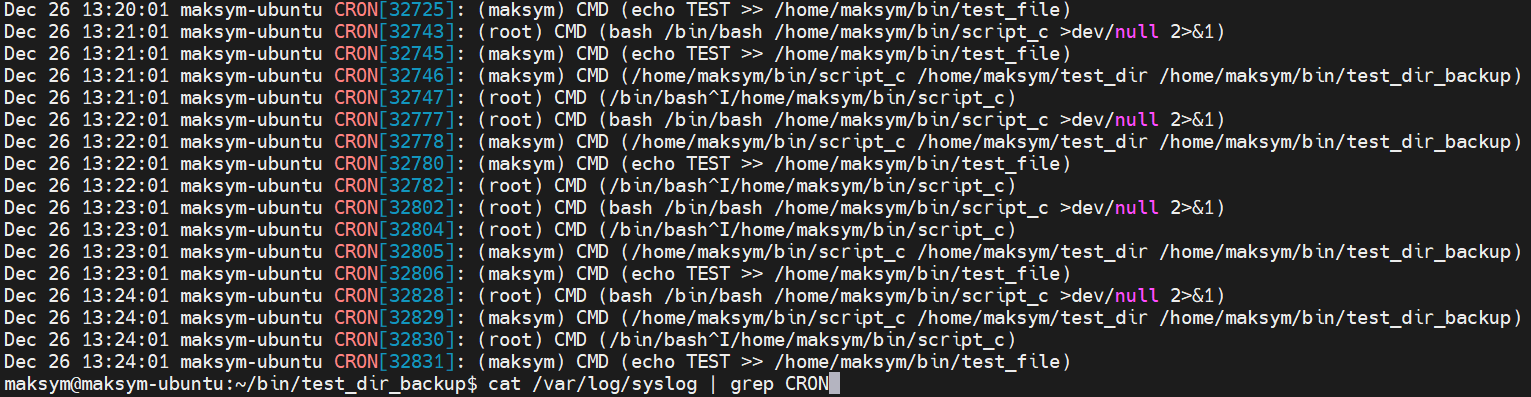 Dec 26 13:20:01 maksym-ubuntu CRON[32725]: (maksym) CMD (echo TEST >> /home/maksym/bin/test_file)
Dec 26 13:21:01 maksym-ubuntu CRON[32743]: (root) CMD (bash /bin/bash /home/maksym/bin/script_c >dev/null 2>&1)
Dec 26 13:21:01 maksym-ubuntu CRON[32745]: (maksym) CMD (echo TEST >> /home/maksym/bin/test_file)
Dec 26 13:21:01 maksym-ubuntu CRON[32746]: (maksym) CMD (/home/maksym/bin/script_c /home/maksym/test_dir /home/maksym/bin/test_dir_backup)
Dec 26 13:21:01 maksym-ubuntu CRON[32747]: (root) CMD (/bin/bash^I/home/maksym/bin/script_c)
Dec 26 13:22:01 maksym-ubuntu CRON[32777]: (root) CMD (bash /bin/bash /home/maksym/bin/script_c >dev/null 2>&1)
Dec 26 13:22:01 maksym-ubuntu CRON[32778]: (maksym) CMD (/home/maksym/bin/script_c /home/maksym/test_dir /home/maksym/bin/test_dir_backup)
Dec 26 13:22:01 maksym-ubuntu CRON[32780]: (maksym) CMD (echo TEST >> /home/maksym/bin/test_file)
Dec 26 13:22:01 maksym-ubuntu CRON[32782]: (root) CMD (/bin/bash^I/home/maksym/bin/script_c)
Dec 26 13:23:01 maksym-ubuntu CRON[32802]: (root) CMD (bash /bin/bash /home/maksym/bin/script_c >dev/null 2>&1)
Dec 26 13:23:01 maksym-ubuntu CRON[32804]: (root) CMD (/bin/bash^I/home/maksym/bin/script_c)
Dec 26 13:23:01 maksym-ubuntu CRON[32805]: (maksym) CMD (/home/maksym/bin/script_c /home/maksym/test_dir /home/maksym/bin/test_dir_backup)
Dec 26 13:23:01 maksym-ubuntu CRON[32806]: (maksym) CMD (echo TEST >> /home/maksym/bin/test_file)
Dec 26 13:24:01 maksym-ubuntu CRON[32828]: (root) CMD (bash /bin/bash /home/maksym/bin/script_c >dev/null 2>&1)
Dec 26 13:24:01 maksym-ubuntu CRON[32829]: (maksym) CMD (/home/maksym/bin/script_c /home/maksym/test_dir /home/maksym/bin/test_dir_backup)
Dec 26 13:24:01 maksym-ubuntu CRON[32830]: (root) CMD (/bin/bash^I/home/maksym/bin/script_c)
Dec 26 13:24:01 maksym-ubuntu CRON[32831]: (maksym) CMD (echo TEST >> /home/maksym/bin/test_file)
maksym@maksym-ubuntu:~/bin/test_dir_backup$ cat /var/log/syslog | grep CRON